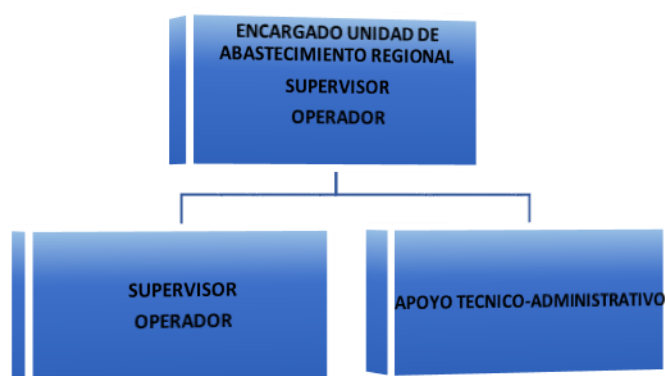 ENCARGADO UNIDAD DE
ABASTECIMIENTO REGIONAL
SUPERVISOR
OPERADOR
SUPERVISOR
OPERADOR
APOYO TECNICO-ADMINISTRATIVO